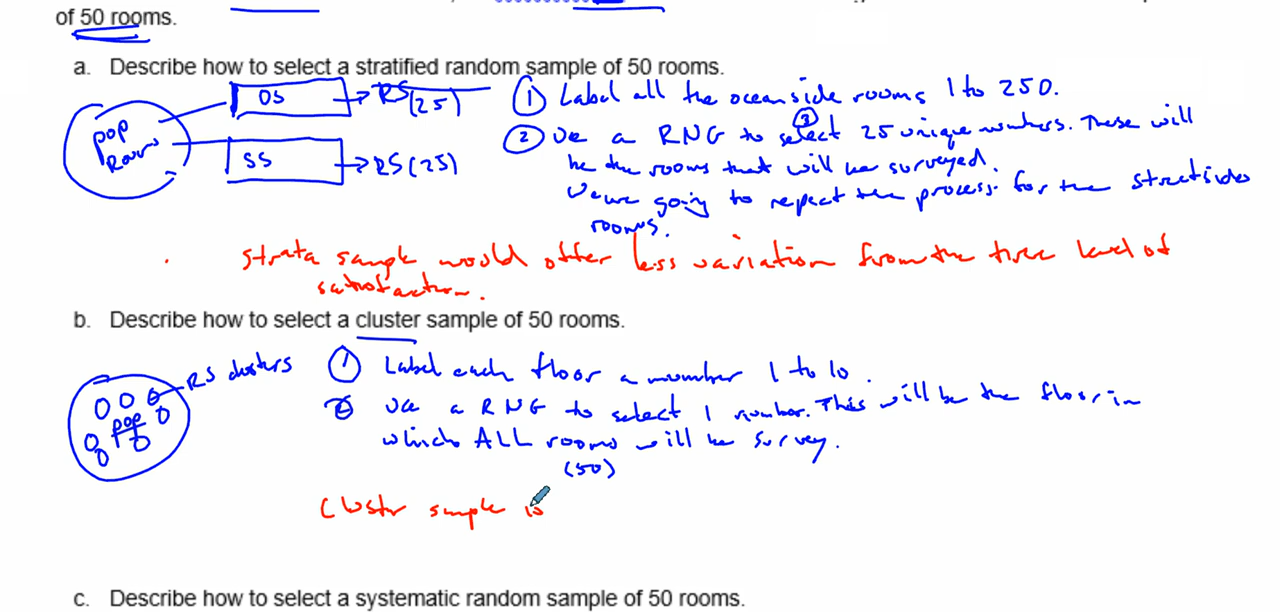 of 50 rooms.
a. Describe how to select a stratified random sample of 50 rooms.
OS → RS (25)
SS → RS (25)
pop
Rooms
① Label all the oceanside rooms 1 to 250.
② Use a RNG to select 25 unique numbers. These will
be the rooms that will be surveyed.
③
We are going to repeat the process for the streetside
rooms.
strata sample would offer less variation from the true level of
satisfaction.
b. Describe how to select a cluster sample of 50 rooms.
RS clusters
pop
① Label each floor a number 1 to 10.
② Use a RNG to select 1 number. This will be the floor in
which ALL rooms will be survey.
(50)
Cluster sample is
c. Describe how to select a systematic random sample of 50 rooms.